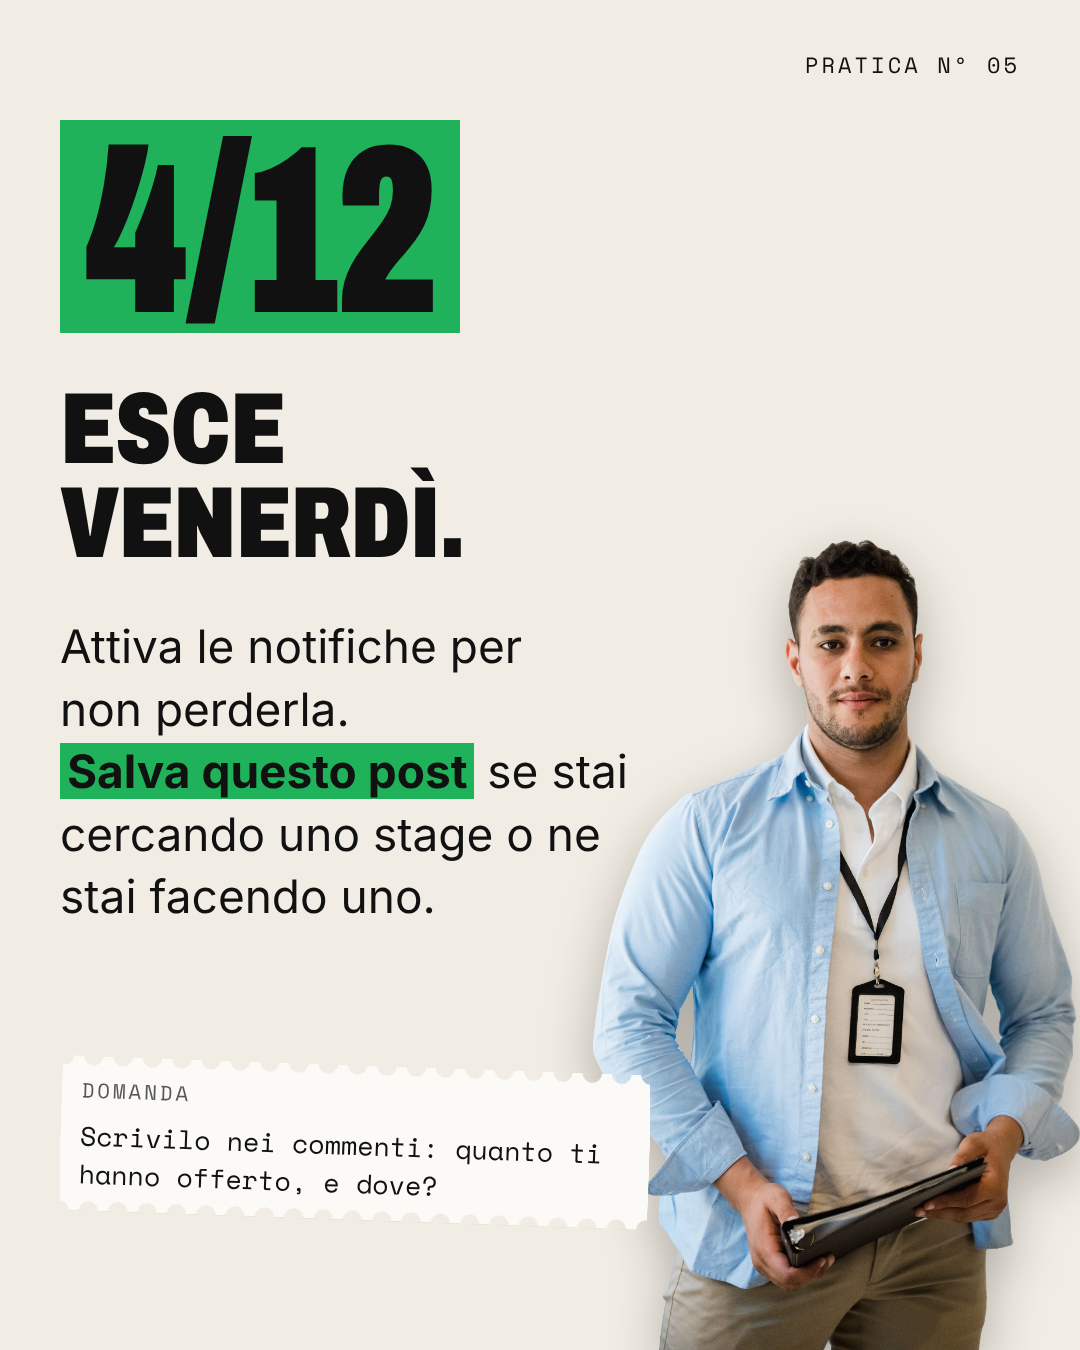 PRATICA Nº 05
4/12
ESCE
VENERDÌ.
Attiva le notifiche per
non perderla.
Salva questo post se stai
cercando uno stage o ne
stai facendo uno.
DOMANDA
Scrivilo nei commenti: quanto ti
hanno offerto, e dove?